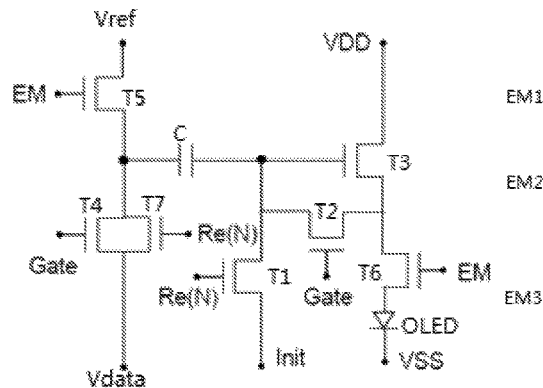 Vref
VDD
EM
T5
EM1
C
T3
EM2
T4
T7
T2
Re(N)
Gate
T6
EM
Re(N)
T1
Gate
EM3
OLED
Init
VSS
Vdata